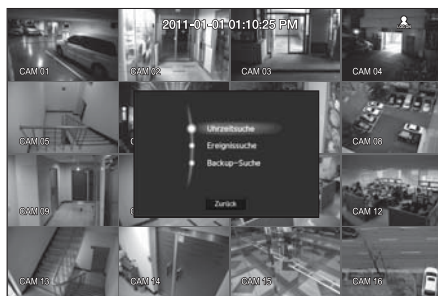 2011-01-01 01:10:25 PM
CAM 01
CAM 02
CAM 03
CAM 04
CAM 05
CAM 08
CAM 09
CAM 12
CAM 13
CAM 14
CAM 15
CAM 16
Uhrzeitsuche
Ereignissuche
Backup-Suche
Zurück